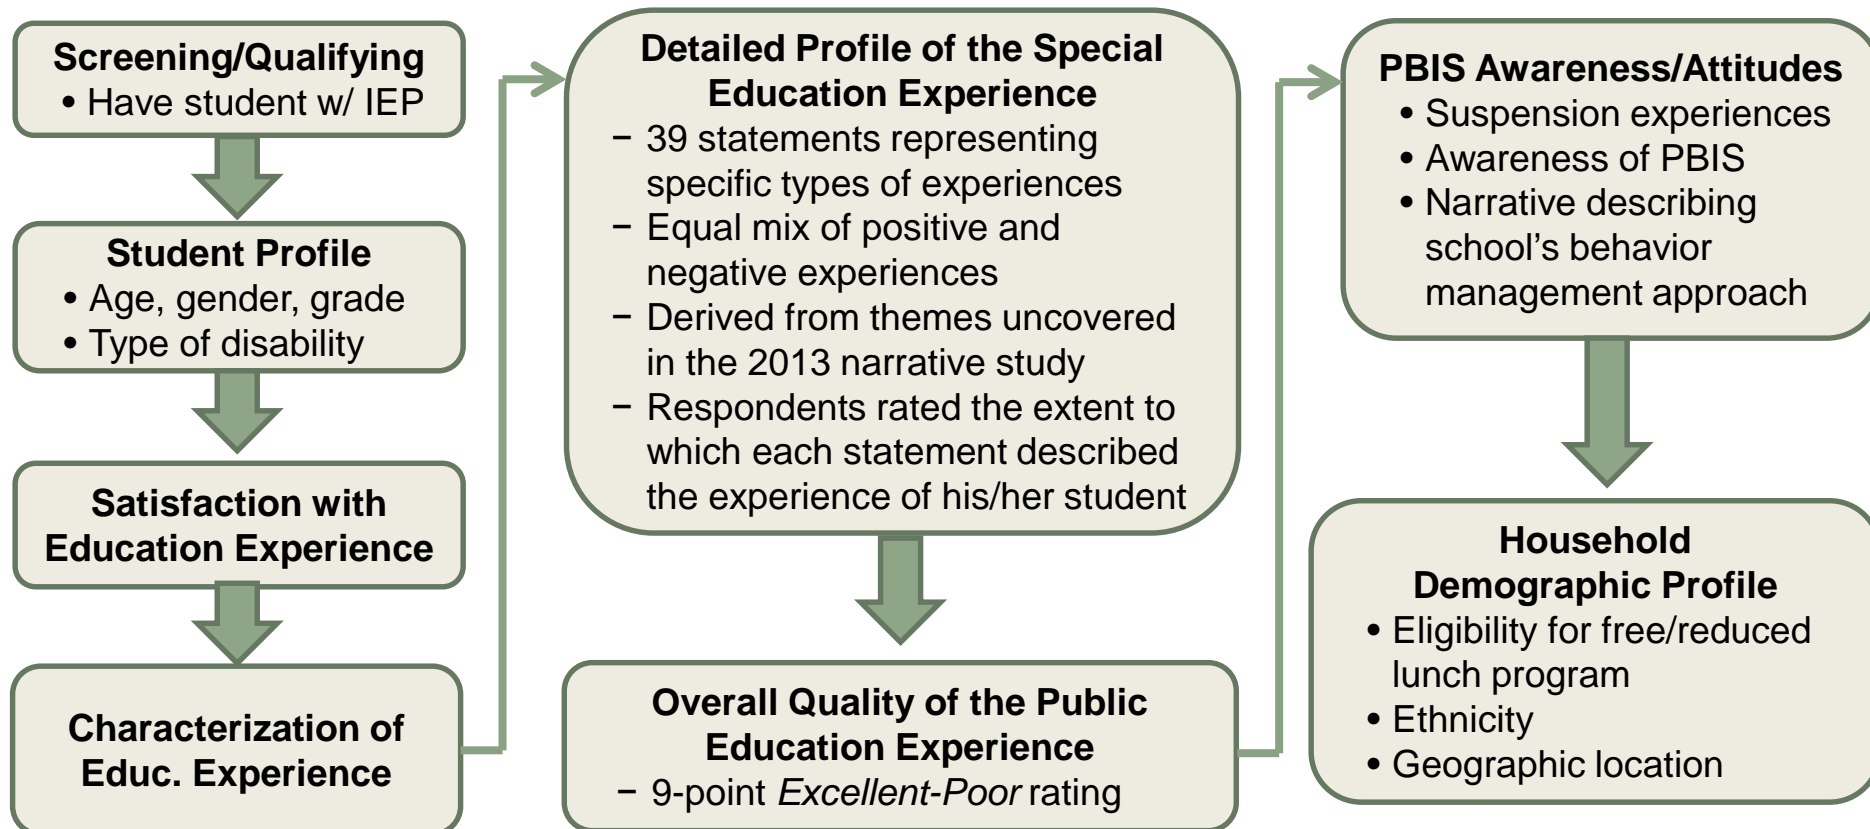 Screening/Qualifying
• Have student w/ IEP
Student Profile
• Age, gender, grade
• Type of disability
Satisfaction with
Education Experience
Characterization of
Educ. Experience
Detailed Profile of the Special
Education Experience
− 39 statements representing
specific types of experiences
− Equal mix of positive and
negative experiences
− Derived from themes uncovered
in the 2013 narrative study
− Respondents rated the extent to
which each statement described
the experience of his/her student
Overall Quality of the Public
Education Experience
− 9-point Excellent-Poor rating
PBIS Awareness/Attitudes
• Suspension experiences
• Awareness of PBIS
• Narrative describing
school’s behavior
management approach
Household
Demographic Profile
• Eligibility for free/reduced
lunch program
• Ethnicity
• Geographic location